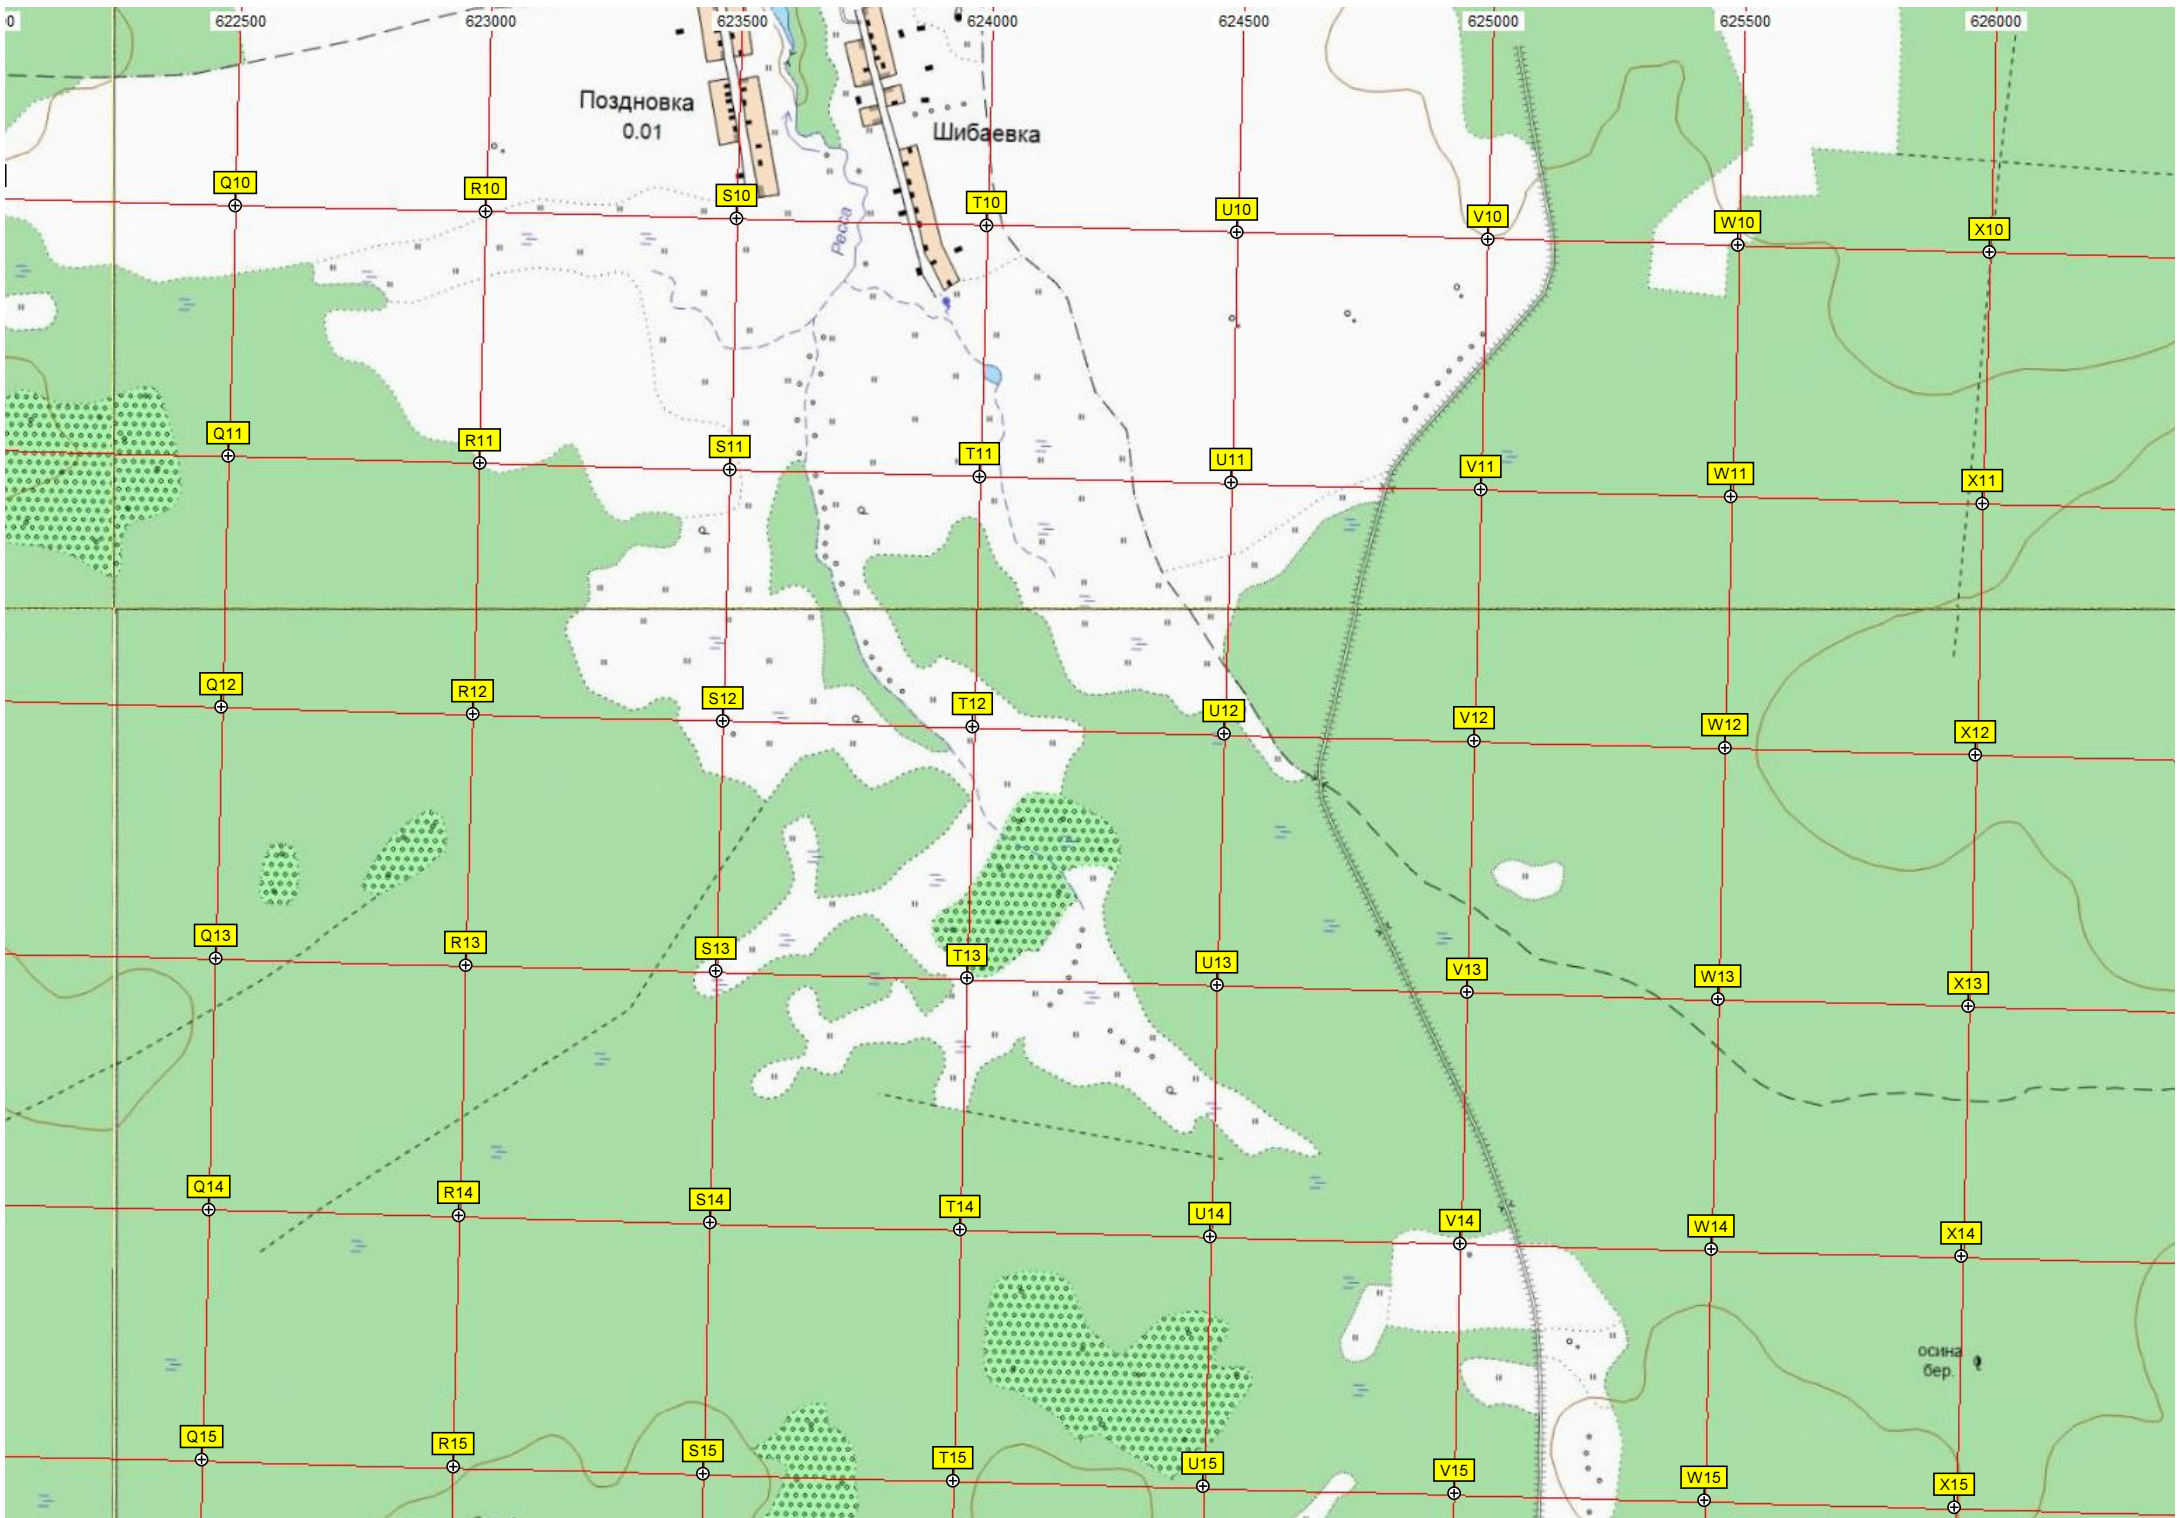 00 622500 623000 623500 624000 624500 625000 625500 626000
Поздновка
0.01
Шибаевка
Ресса
Q10 R10 S10 T10 U10 V10 W10 X10
Q11 R11 S11 T11 U11 V11 W11 X11
Q12 R12 S12 T12 U12 V12 W12 X12
Q13 R13 S13 T13 U13 V13 W13 X13
Q14 R14 S14 T14 U14 V14 W14 X14
осина
бер.
Q15 R15 S15 T15 U15 V15 W15 X15